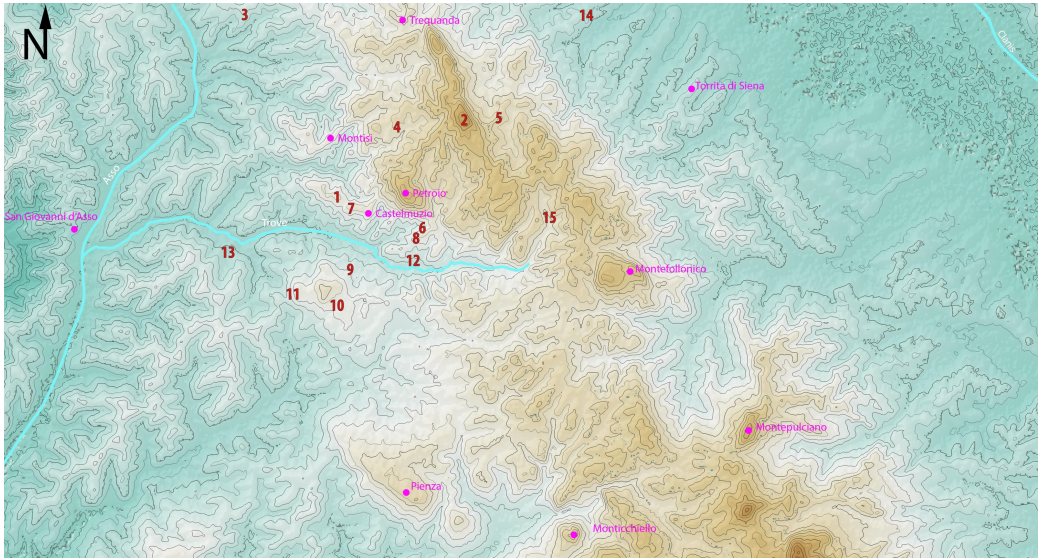 3
14
Trequanda
N
Clanis
Torrita di Siena
2
5
4
Montisi
Asso
1
Petroio
7
Castelmuzio
San Giovanni d'Asso
Trove
15
6
8
13
12
9
Montefollonico
11
10
Montepulciano
Pienza
Monticchiello